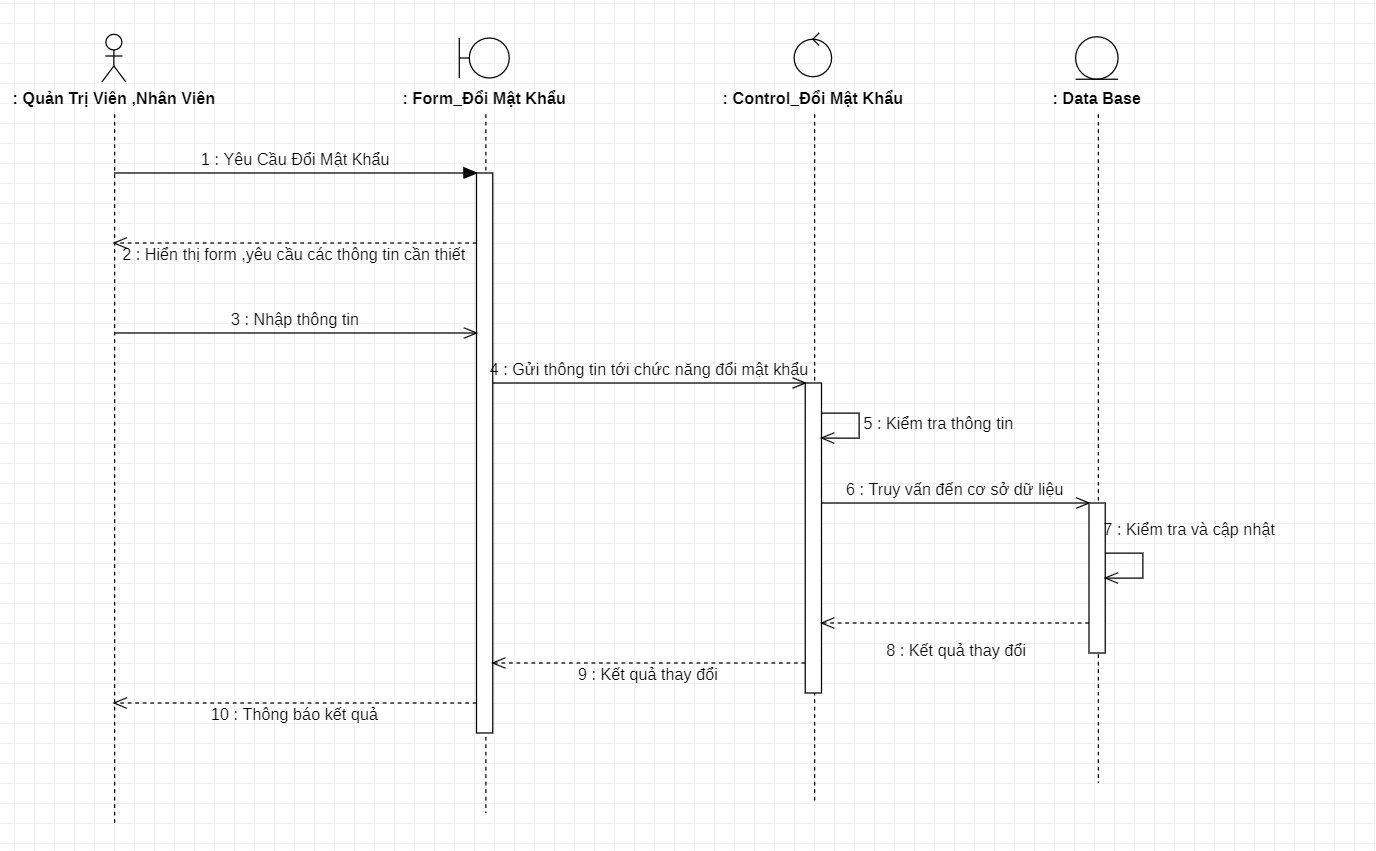 : Quản Trị Viên ,Nhân Viên
: Form_Đổi Mật Khẩu
: Control_Đổi Mật Khẩu
: Data Base
1 : Yêu Cầu Đổi Mật Khẩu
2 : Hiển thị form ,yêu cầu các thông tin cần thiết
3 : Nhập thông tin
4 : Gửi thông tin tới chức năng đổi mật khẩu
5 : Kiểm tra thông tin
6 : Truy vấn đến cơ sở dữ liệu
7 : Kiểm tra và cập nhật
8 : Kết quả thay đổi
9 : Kết quả thay đổi
10 : Thông báo kết quả